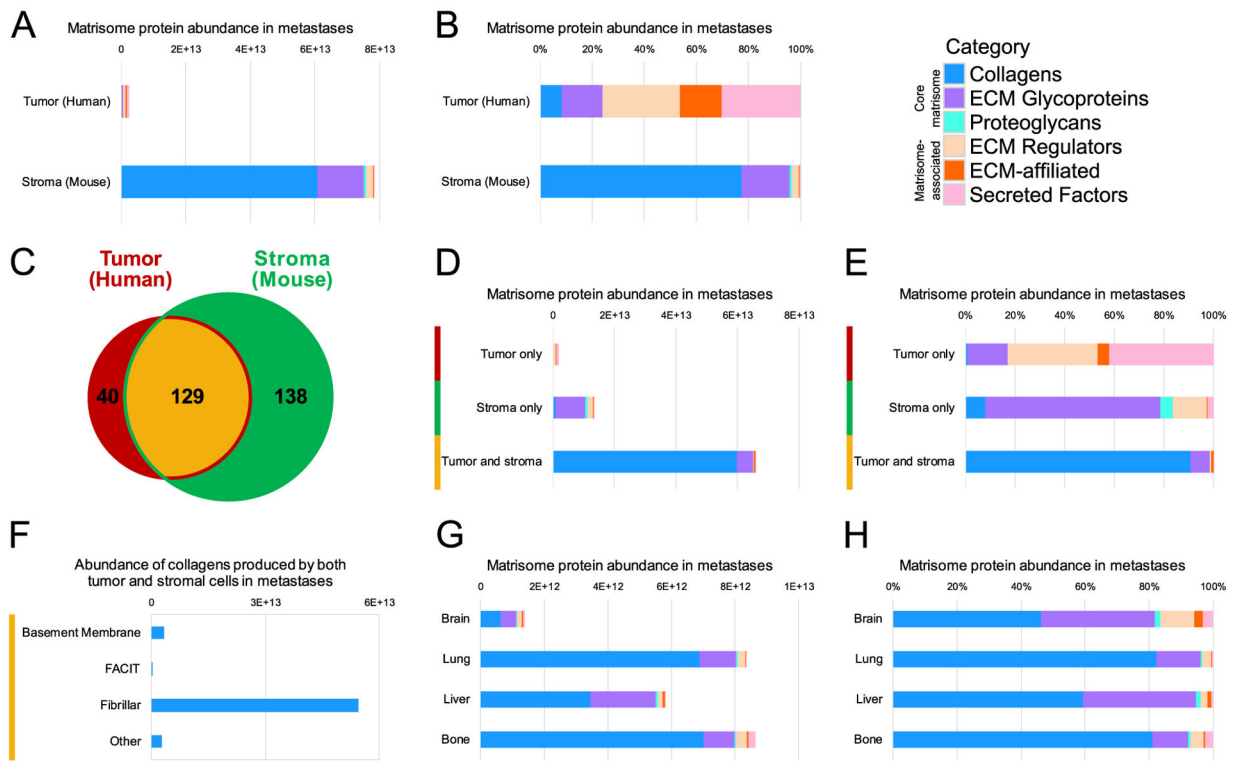 A
Matrisome protein abundance in metastases
0
2E+13
4E+13
6E+13
8E+13
Tumor (Human)
Stroma (Mouse)
B
Matrisome protein abundance in metastases
0%
20%
40%
60%
80%
100%
Tumor (Human)
Stroma (Mouse)
Category
Core
matrisome
Collagens
ECM Glycoproteins
Proteoglycans
Matrisome-
associated
ECM Regulators
ECM-affiliated
Secreted Factors
C
Tumor
(Human)
Stroma
(Mouse)
40
129
138
D
Matrisome protein abundance in metastases
0
2E+13
4E+13
6E+13
8E+13
Tumor only
Stroma only
Tumor and stroma
E
Matrisome protein abundance in metastases
0%
20%
40%
60%
80%
100%
Tumor only
Stroma only
Tumor and stroma
F
Abundance of collagens produced by both
tumor and stromal cells in metastases
0
3E+13
6E+13
Basement Membrane
FACIT
Fibrillar
Other
G
Matrisome protein abundance in metastases
0
2E+12
4E+12
6E+12
8E+12
1E+13
Brain
Lung
Liver
Bone
H
Matrisome protein abundance in metastases
0%
20%
40%
60%
80%
100%
Brain
Lung
Liver
Bone